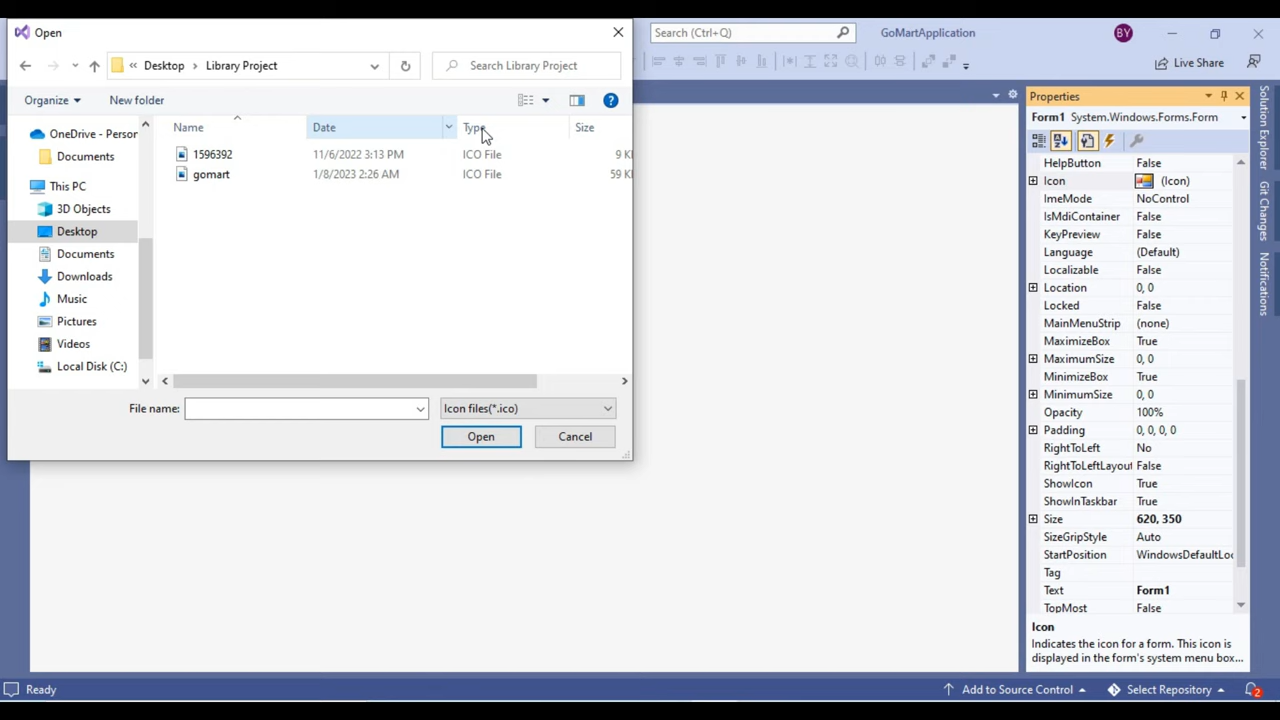 Open
Search (Ctrl+Q)
GoMartApplication
BY
Desktop
Library Project
Search Library Project
Live Share
Organize
New folder
Properties
Form1 System.Windows.Forms.Form
Name
Date
Type
Size
OneDrive - Person
Documents
This PC
3D Objects
Desktop
Documents
Downloads
Music
Pictures
Videos
Local Disk (C:)
1596392
11/6/2022 3:13 PM
ICO File
9 K
gomart
1/8/2023 2:26 AM
ICO File
59 K
File name:
Icon files(*.ico)
Open
Cancel
HelpButton
False
Icon
(Icon)
ImeMode
NoControl
IsMdiContainer
False
KeyPreview
False
Language
(Default)
Localizable
False
Location
0, 0
Locked
False
MainMenuStrip
(none)
MaximizeBox
True
MaximumSize
0, 0
MinimizeBox
True
MinimumSize
0, 0
Opacity
100%
Padding
0, 0, 0, 0
RightToLeft
No
RightToLeftLayout
False
ShowIcon
True
ShowInTaskbar
True
Size
620, 350
SizeGripStyle
Auto
StartPosition
WindowsDefaultLoc
Tag
Text
Form1
TopMost
False
Icon
Indicates the icon for a form. This icon is
displayed in the form's system menu box...
Solution Explorer
Git Changes
Notifications
Ready
Add to Source Control
Select Repository
2